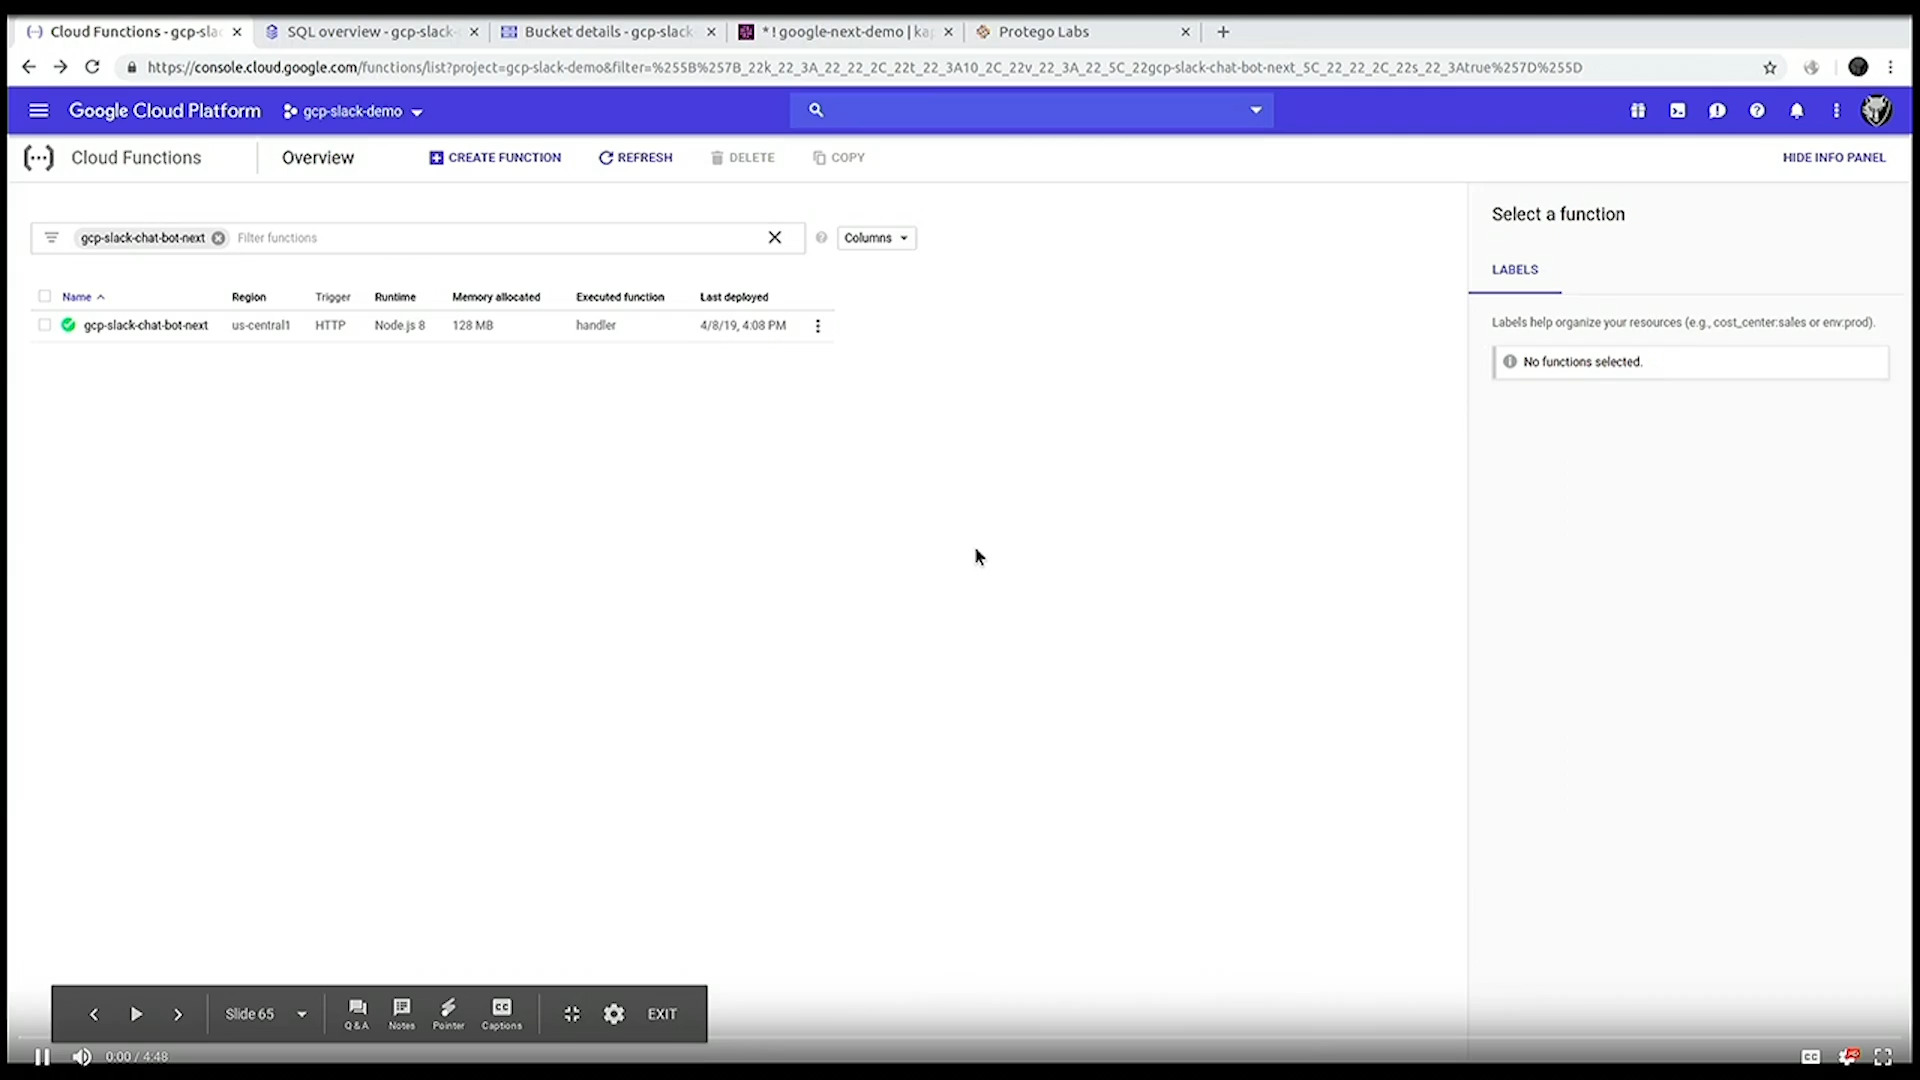 Cloud Functions - gcp-sla
SQL overview - gcp-slack-
Bucket details - gcp-slack
* ! google-next-demo | ka
Protego Labs
https://console.cloud.google.com/functions/list?project=gcp-slack-demo&filter=%255B%257B_22k_22_3A_22_22_2C_22t_22_3A10_2C_22v_22_3A_22_5C_22gcp-slack-chat-bot-next_5C_22_22_2C_22s_22_3Atrue%257D%255D
Google Cloud Platform
gcp-slack-demo
Cloud Functions
Overview
CREATE FUNCTION
REFRESH
DELETE
COPY
HIDE INFO PANEL
gcp-slack-chat-bot-next
Filter functions
Columns
Name Region Trigger Runtime Memory allocated Executed function Last deployed
gcp-slack-chat-bot-next us-central1 HTTP Node.js 8 128 MB handler 4/8/19, 4:08 PM
Select a function
LABELS
Labels help organize your resources (e.g., cost_center:sales or env:prod).
No functions selected.
Slide 65
Q & A
Notes
Pointer
CC
Captions
EXIT
0:00 / 4:48
CC